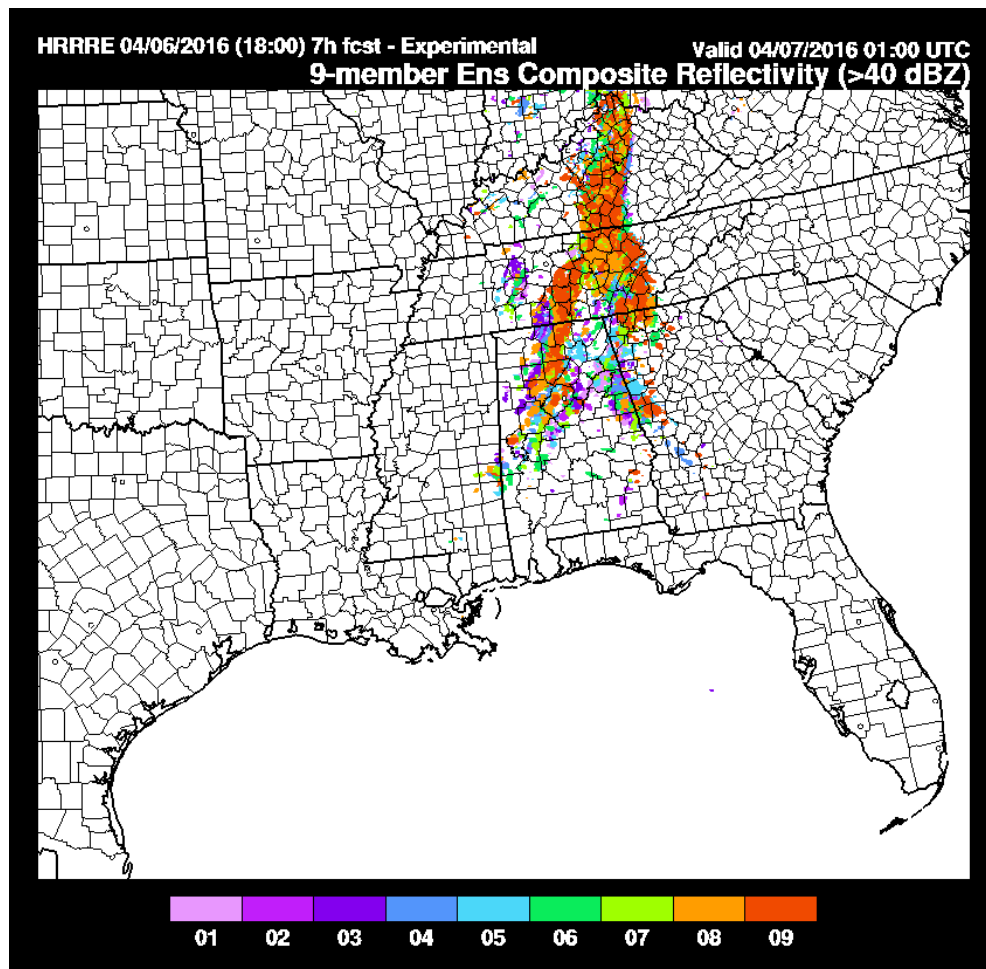 HRRRE 04/06/2016 (18:00) 7h fcst - Experimental
Valid 04/07/2016 01:00 UTC
9-member Ens Composite Reflectivity (>40 dBZ)
01 02 03 04 05 06 07 08 09